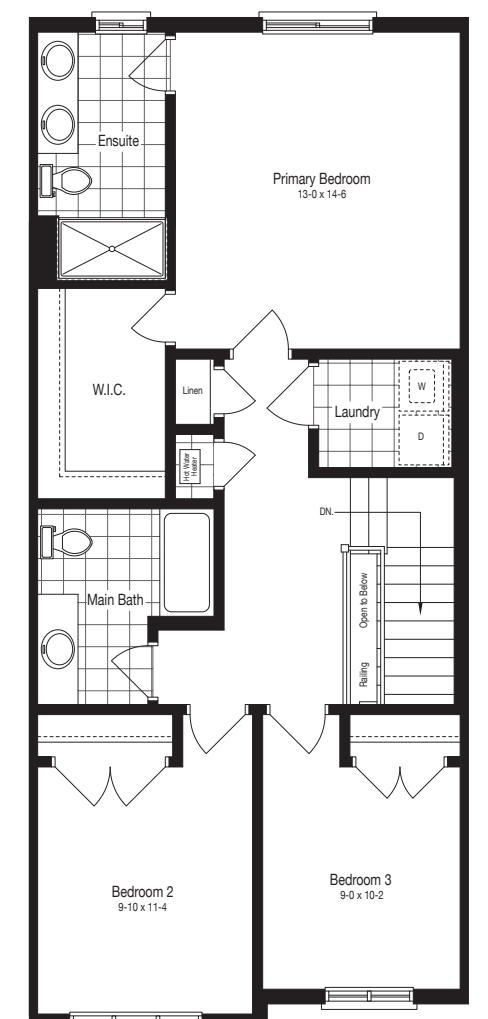 Ensuite
Primary Bedroom
13-0 x 14-6
W.I.C.
Linen
W
Laundry
D
Hot Water
Heater
DN.
Open to Below
Main Bath
Railing
Bedroom 3
9-0 x 10-2
Bedroom 2
9-10 x 11-4